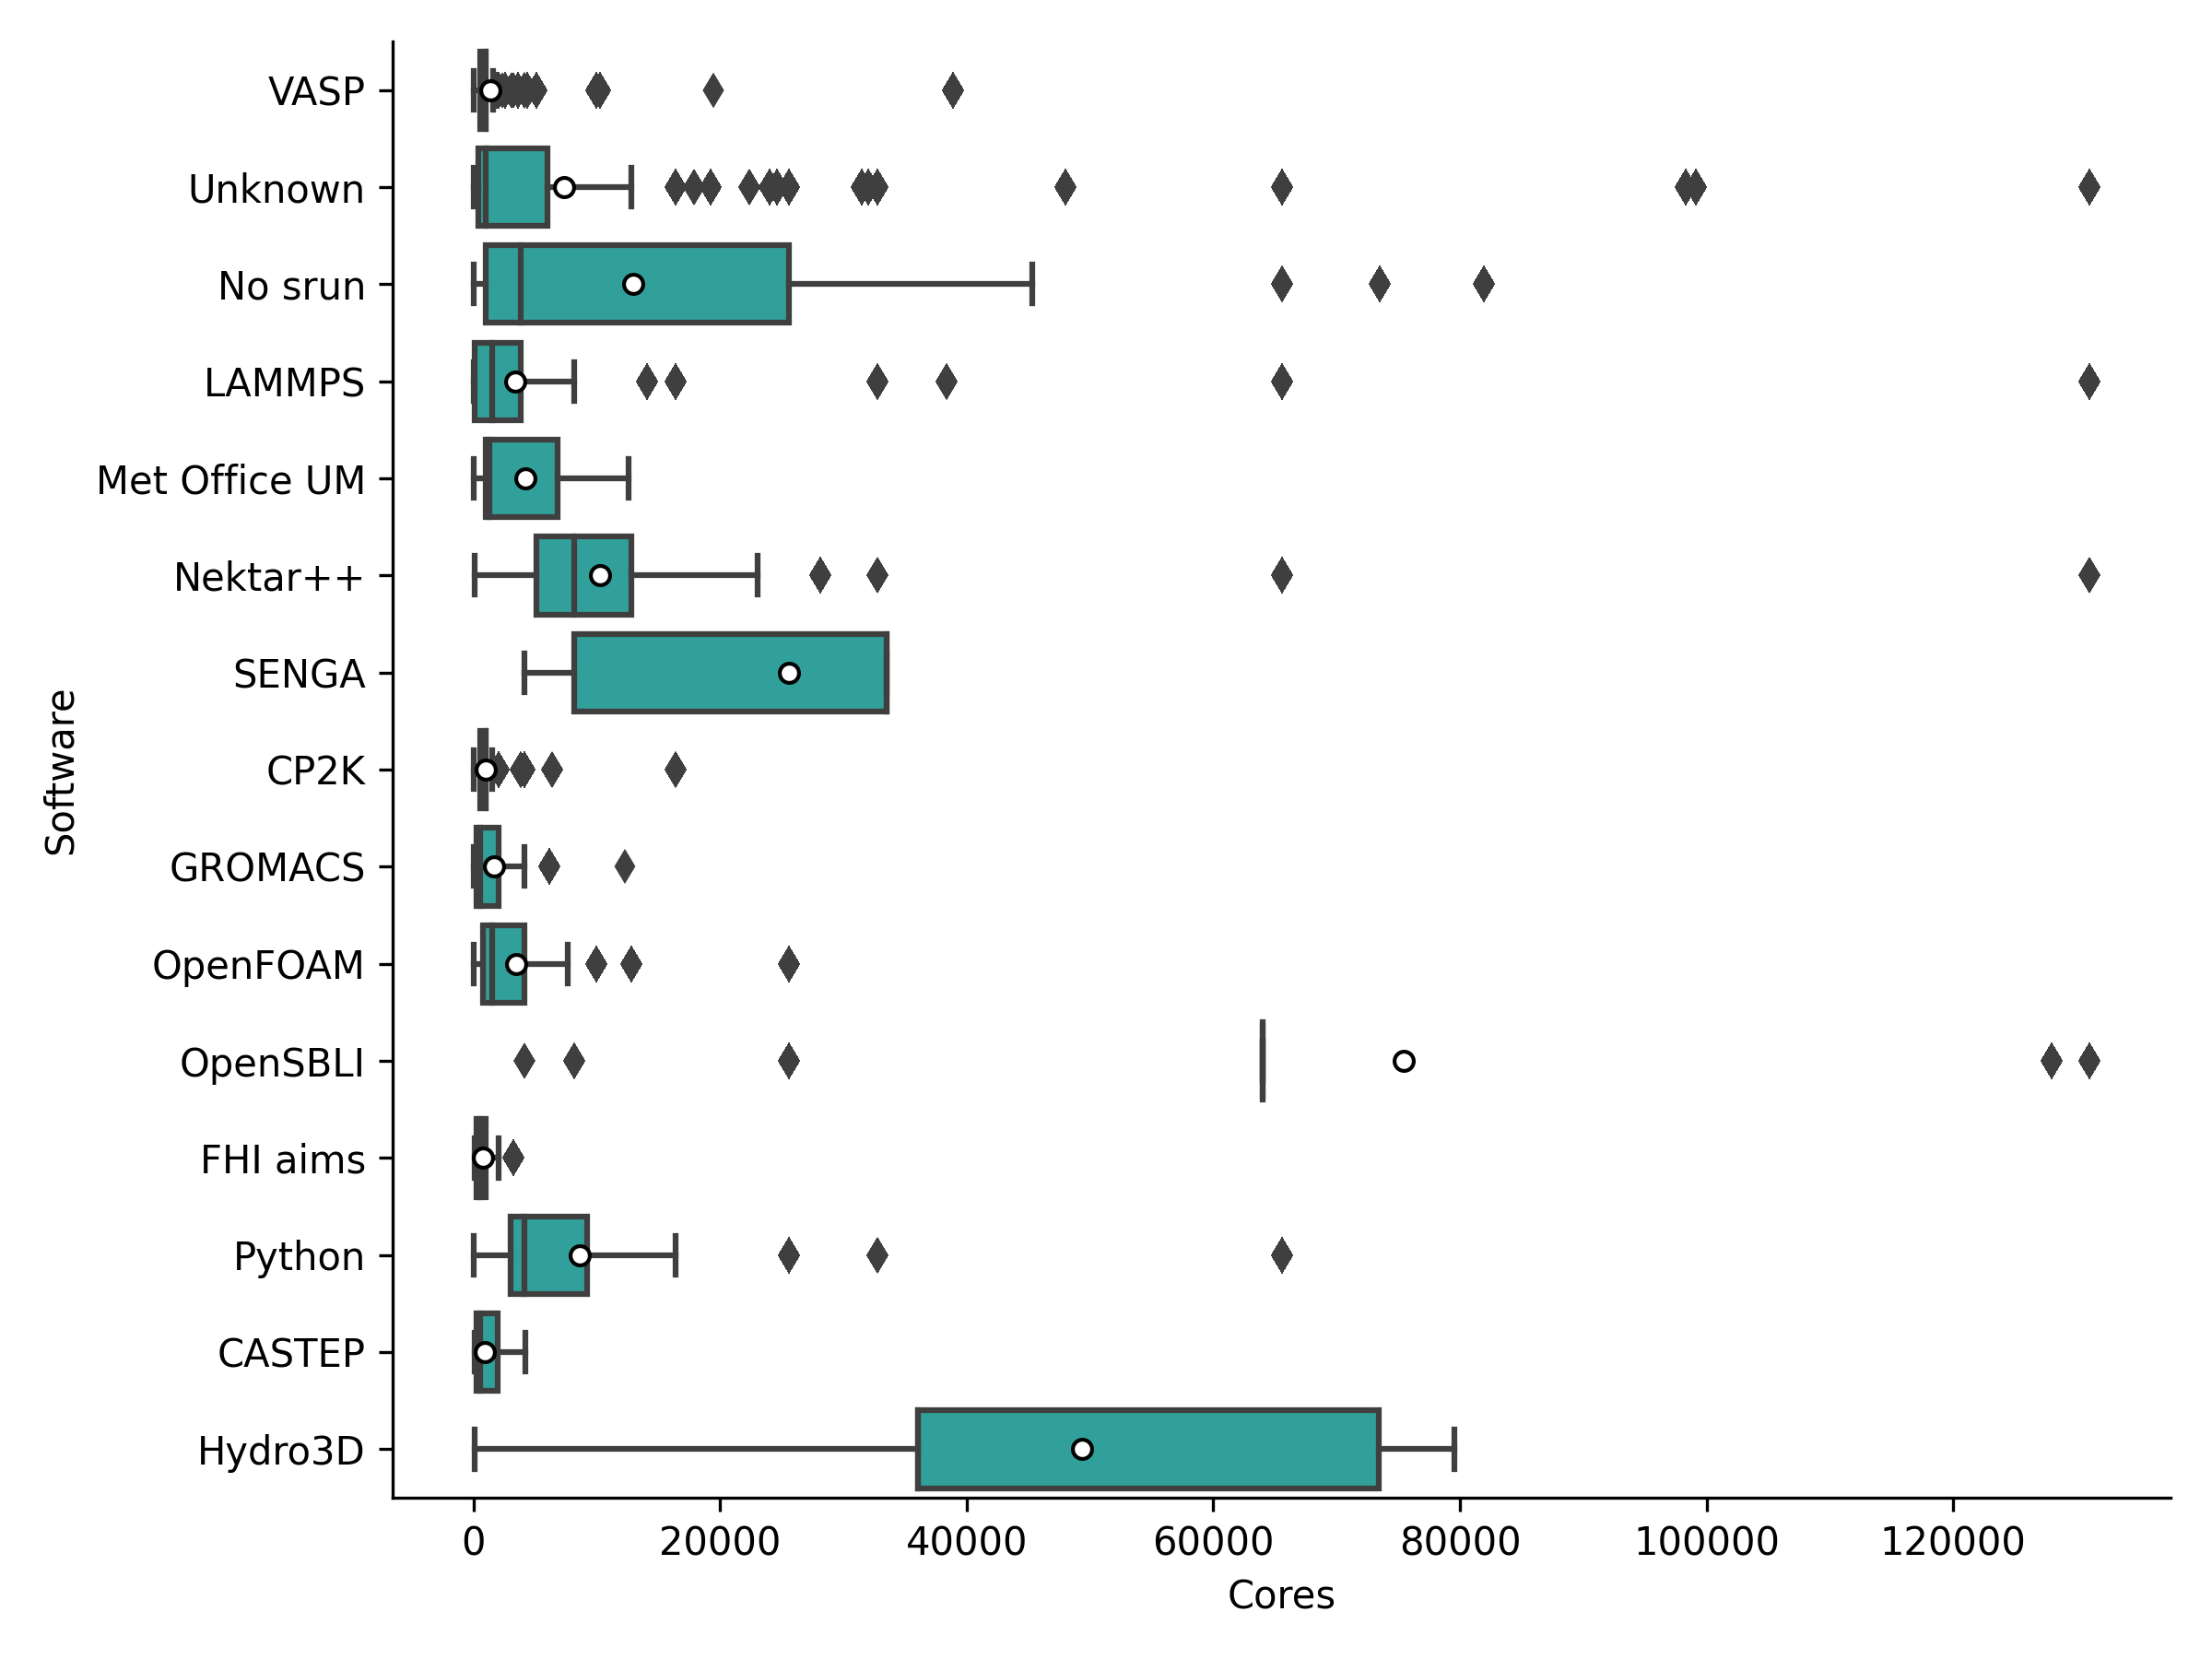 VASP
Unknown
No srun
LAMMPS
Met Office UM
Nektar++
SENGA
CP2K
GROMACS
OpenFOAM
OpenSBLI
FHI aims
Python
CASTEP
Hydro3D
Software
0 20000 40000 60000 80000 100000 120000
Cores